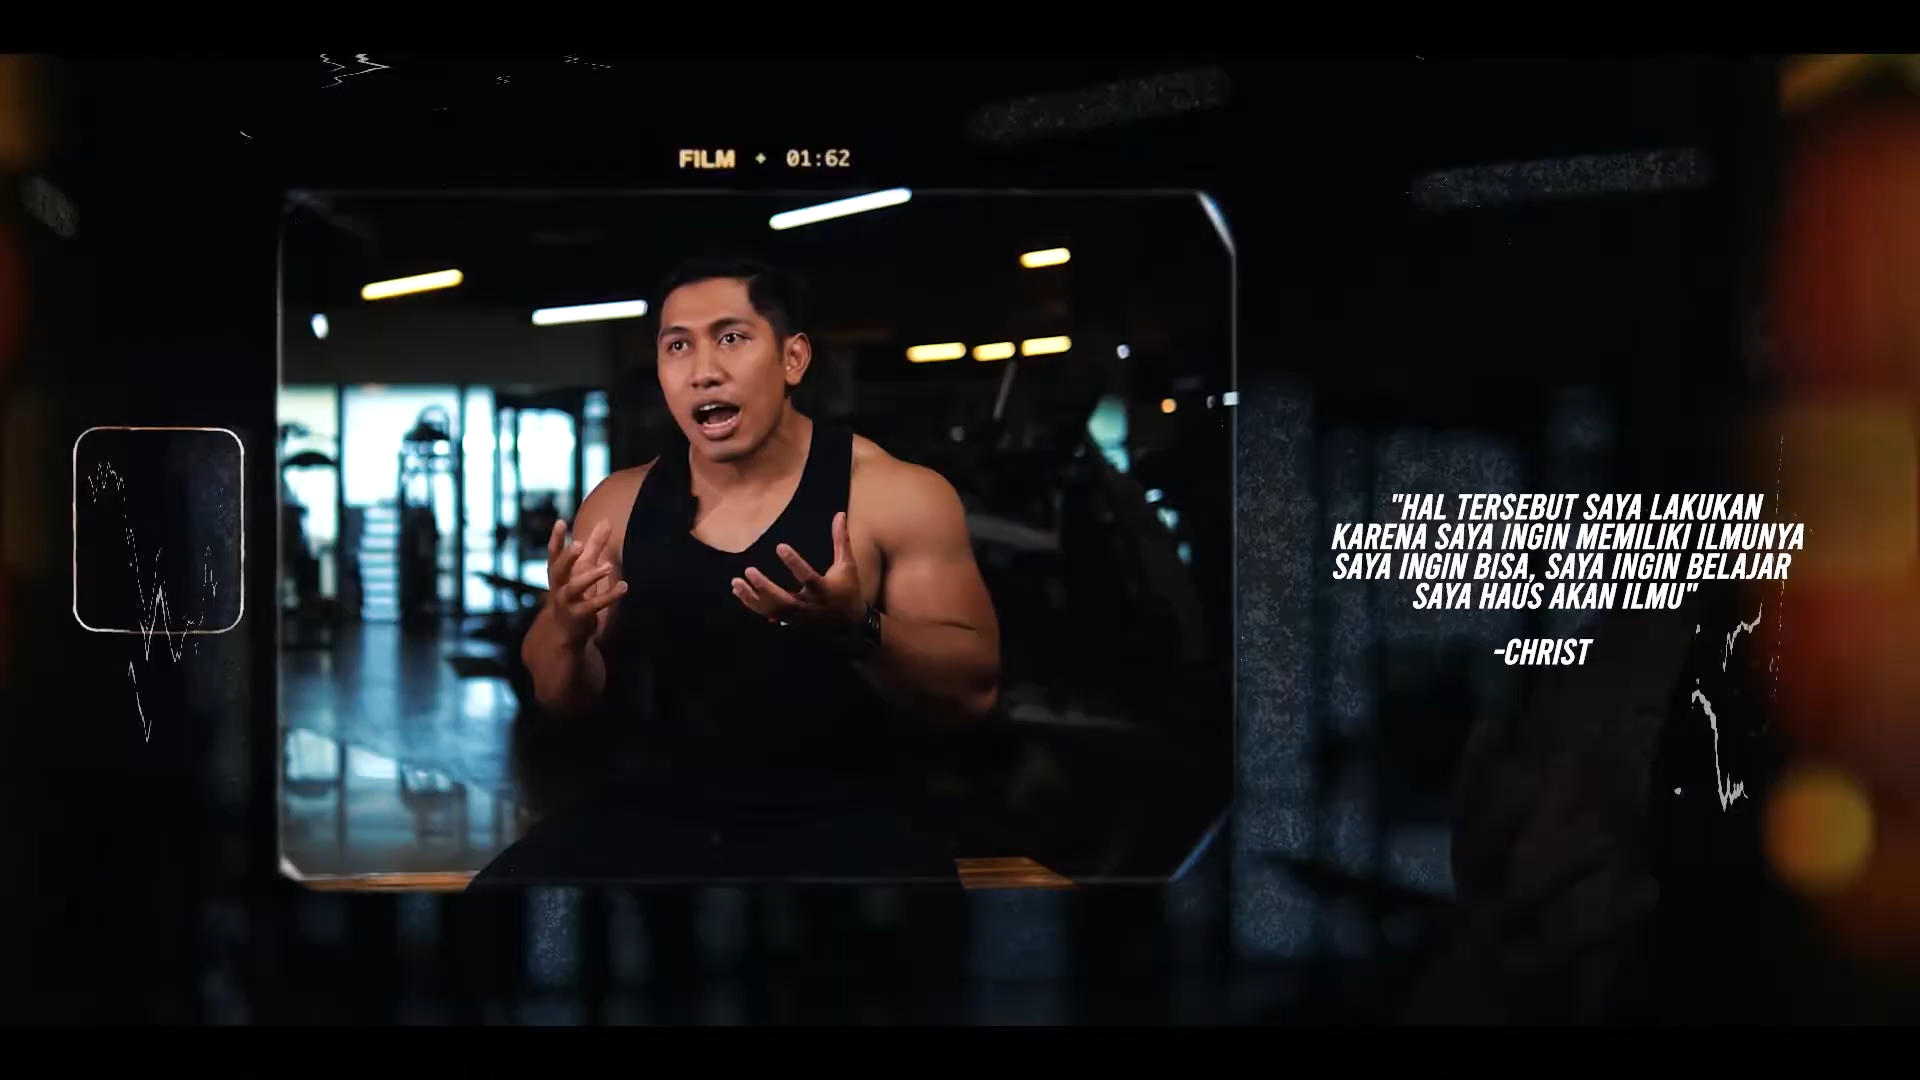 FILM + 01:62
"HAL TERSEBUT SAYA LAKUKAN
KARENA SAYA INGIN MEMILIKI ILMUNYA
SAYA INGIN BISA, SAYA INGIN BELAJAR
SAYA HAUS AKAN ILMU"
-CHRIST